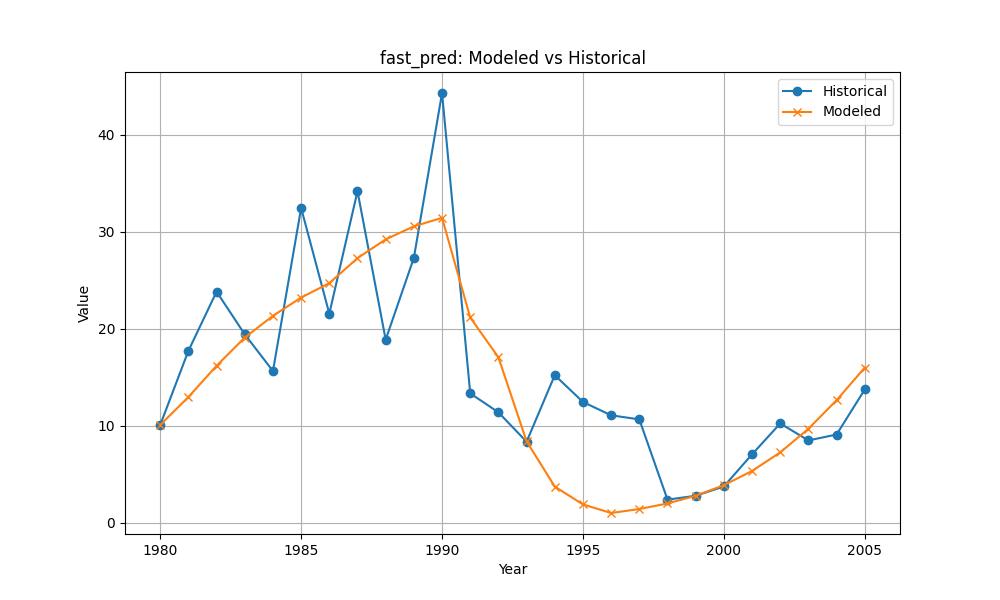 fast_pred: Modeled vs Historical
Historical
Modeled
Value
40
30
20
10
0
1980 1985 1990 1995 2000 2005
Year